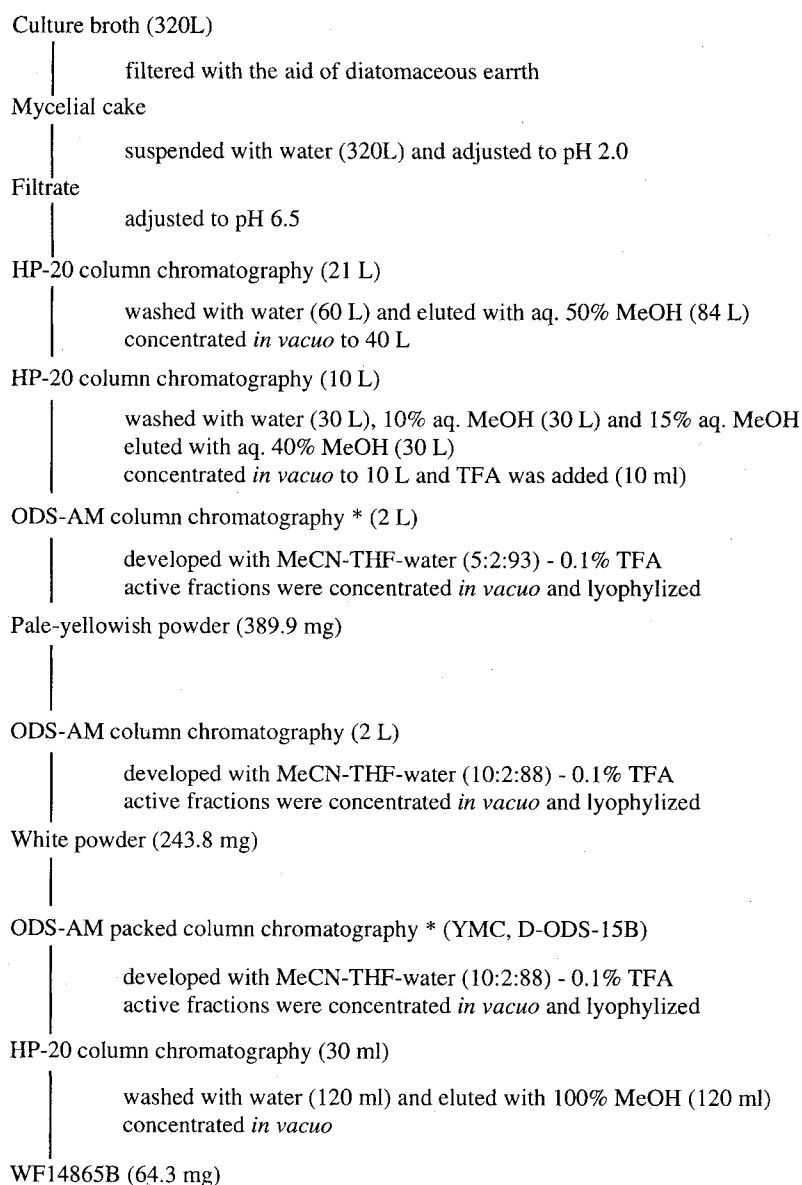 Culture broth (320L)
filtered with the aid of diatomaceous earrth
Mycelial cake
suspended with water (320L) and adjusted to pH 2.0
Filtrate
adjusted to pH 6.5
HP-20 column chromatography (21 L)
washed with water (60 L) and eluted with aq. 50% MeOH (84 L)
concentrated in vacuo to 40 L
HP-20 column chromatography (10 L)
washed with water (30 L), 10% aq. MeOH (30 L) and 15% aq. MeOH
eluted with aq. 40% MeOH (30 L)
concentrated in vacuo to 10 L and TFA was added (10 ml)
ODS-AM column chromatography * (2 L)
developed with MeCN-THF-water (5:2:93) - 0.1% TFA
active fractions were concentrated in vacuo and lyophylized
Pale-yellowish powder (389.9 mg)
ODS-AM column chromatography (2 L)
developed with MeCN-THF-water (10:2:88) - 0.1% TFA
active fractions were concentrated in vacuo and lyophylized
White powder (243.8 mg)
ODS-AM packed column chromatography * (YMC, D-ODS-15B)
developed with MeCN-THF-water (10:2:88) - 0.1% TFA
active fractions were concentrated in vacuo and lyophylized
HP-20 column chromatography (30 ml)
washed with water (120 ml) and eluted with 100% MeOH (120 ml)
concentrated in vacuo
WF14865B (64.3 mg)